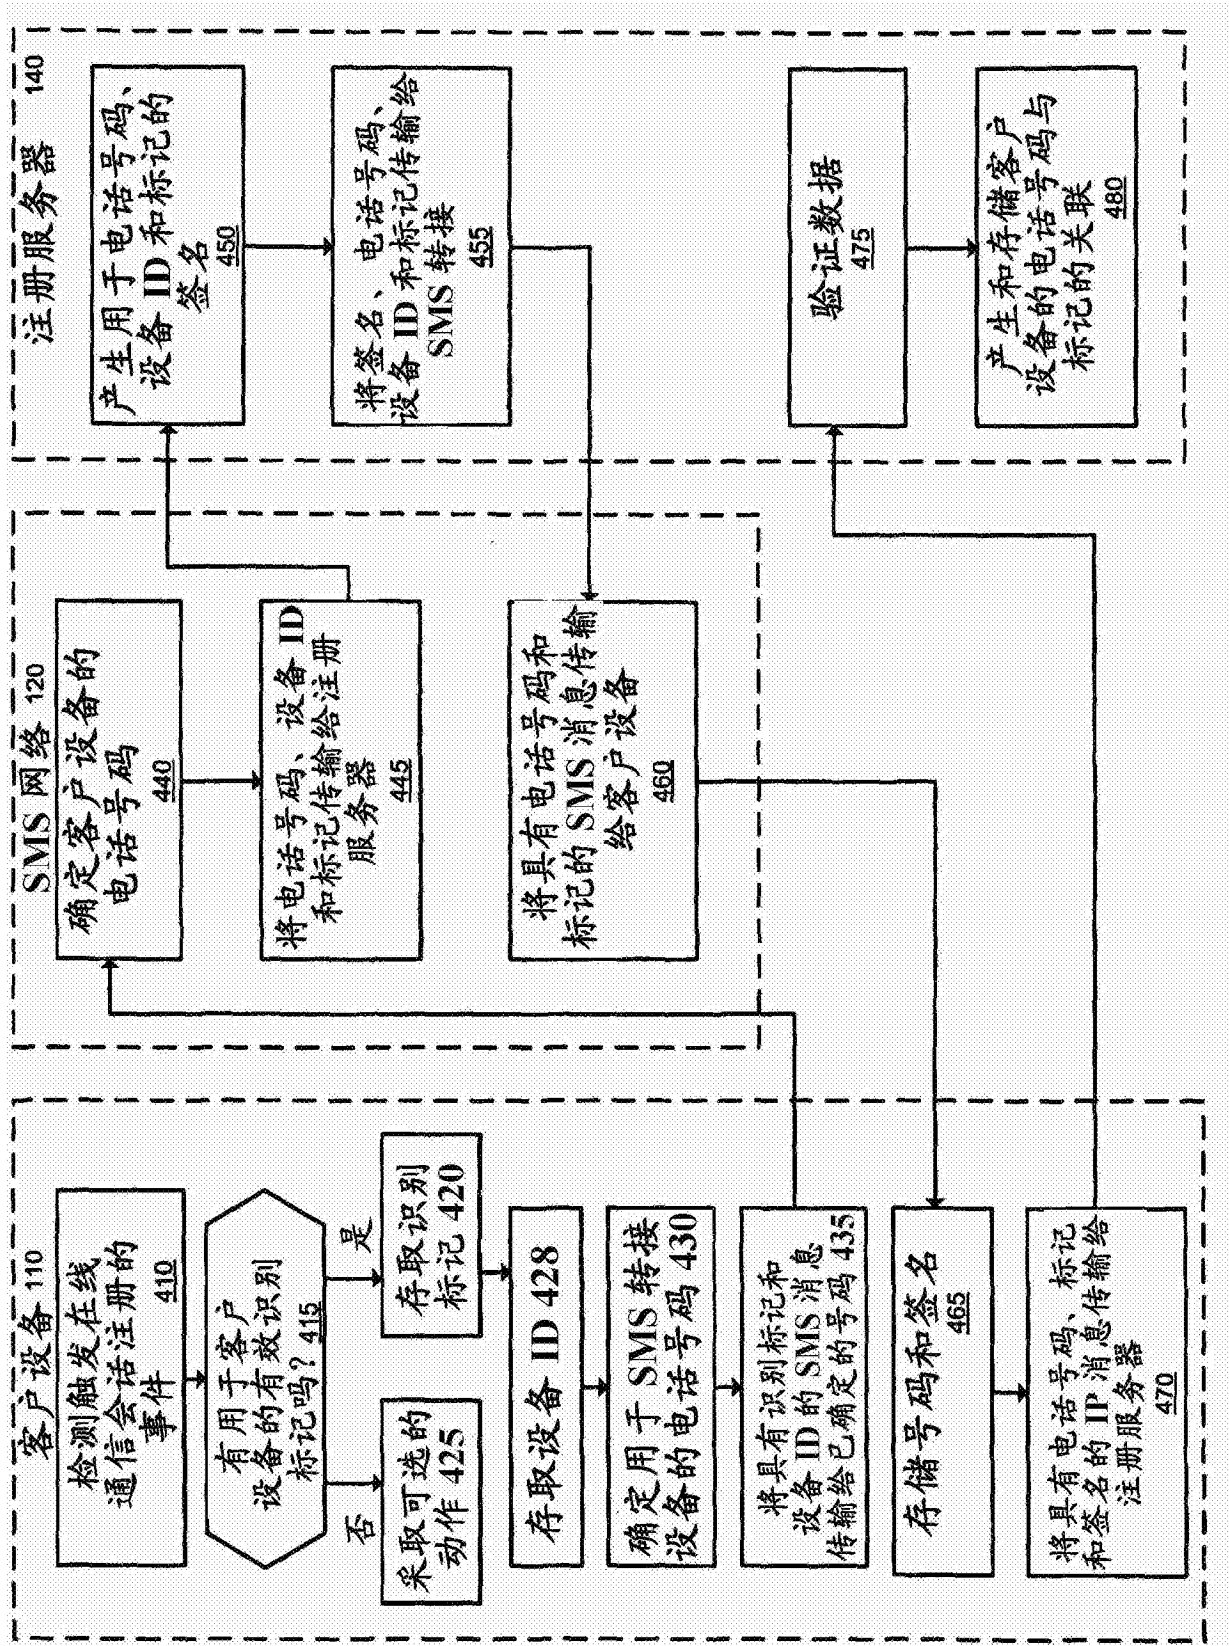 客户设备 110
检测触发在线
通信会话注册的
事件 410
有用于客户
设备的有效识别
标记吗? 415
否
是
采取可选的
动作 425
存取识别
标记 420
存取设备 ID 428
确定用于 SMS 转接
设备的电话号码 430
将具有识别标记和
设备 ID 的 SMS 消息
传输给已确定的号码 435
存储号码和签名
465
将具有电话号码、标记
和签名的 IP 消息传输给
注册服务器
470
SMS 网络 120
确定客户设备的
电话号码
440
将电话号码、设备 ID
和标记传输给注册
服务器 445
将具有电话号码和
标记的 SMS 消息传输
给客户设备
460
注册服务器 140
产生用于电话号码、
设备 ID 和标记的
签名 450
将签名、电话号码、
设备 ID 和标记传输给
SMS 转接
455
验证数据
475
产生和存储客户
设备的电话号码与
标记的关联
480